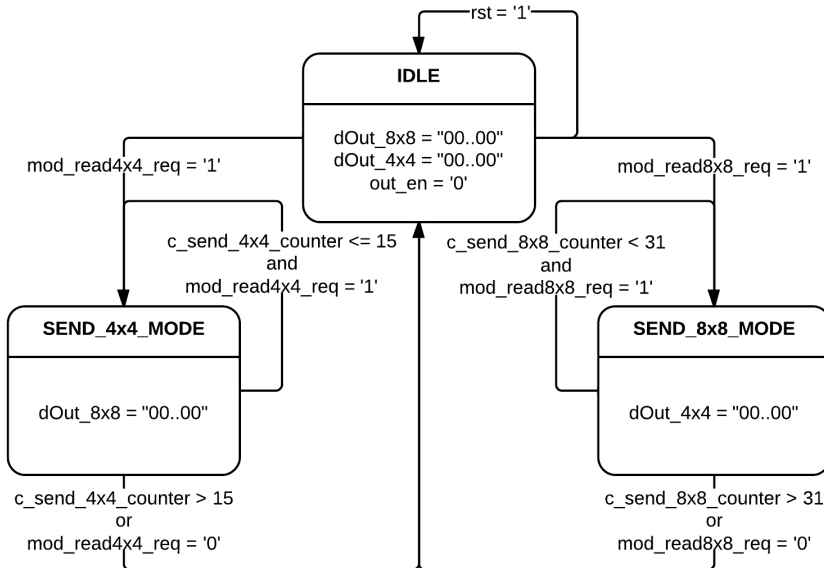 rst = '1'
IDLE
dOut_8x8 = "00..00"
dOut_4x4 = "00..00"
out_en = '0'
mod_read4x4_req = '1'
mod_read8x8_req = '1'
c_send_4x4_counter <= 15
and
mod_read4x4_req = '1'
c_send_8x8_counter < 31
and
mod_read8x8_req = '1'
SEND_4x4_MODE
dOut_8x8 = "00..00"
SEND_8x8_MODE
dOut_4x4 = "00..00"
c_send_4x4_counter > 15
or
mod_read4x4_req = '0'
c_send_8x8_counter > 31
or
mod_read8x8_req = '0'